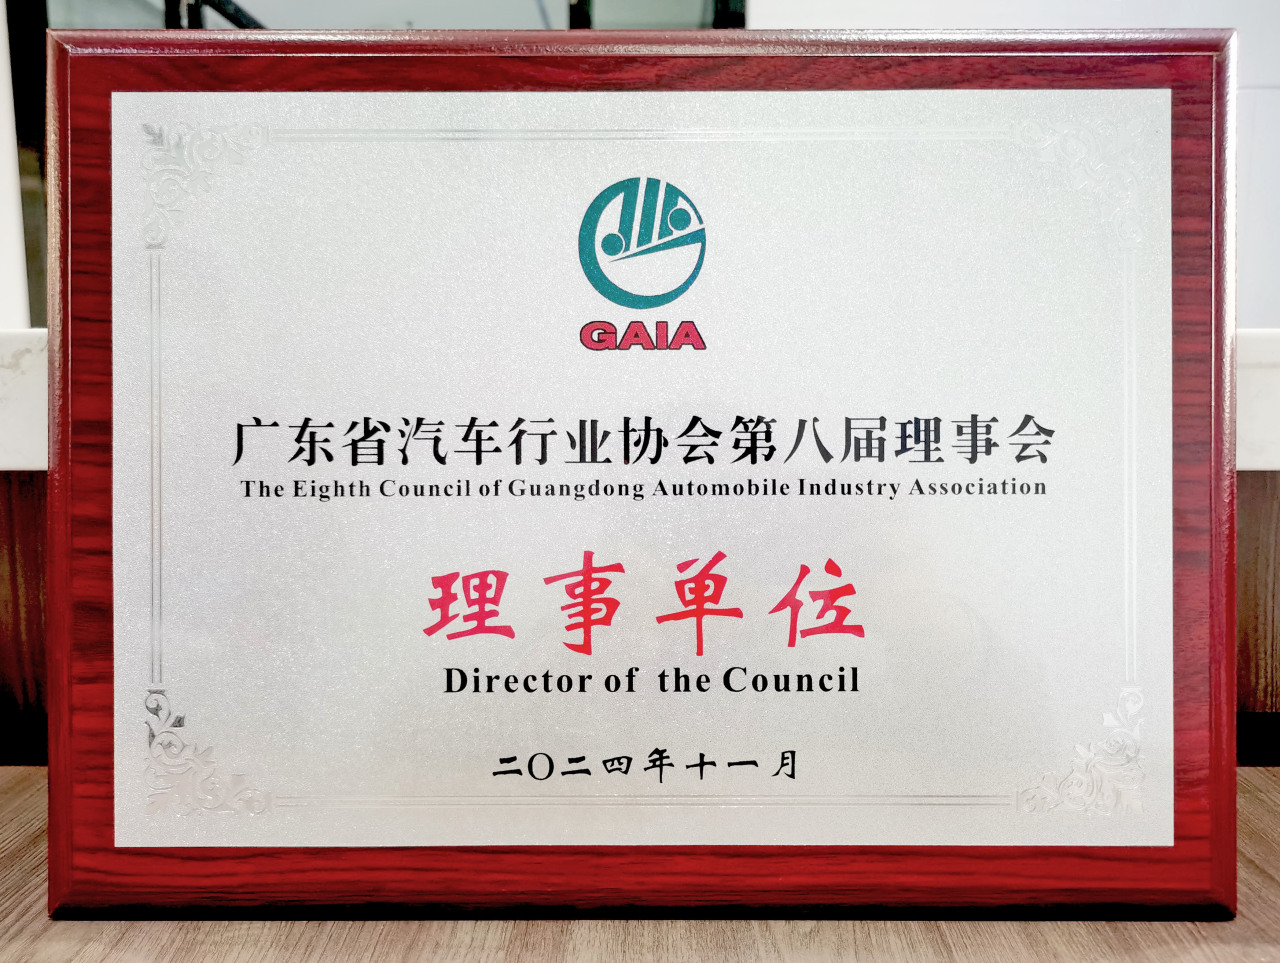 GAIA
广东省汽车行业协会第八届理事会
The Eighth Council of Guangdong Automobile Industry Association
理事单位
Director of the Council
二〇二四年十一月